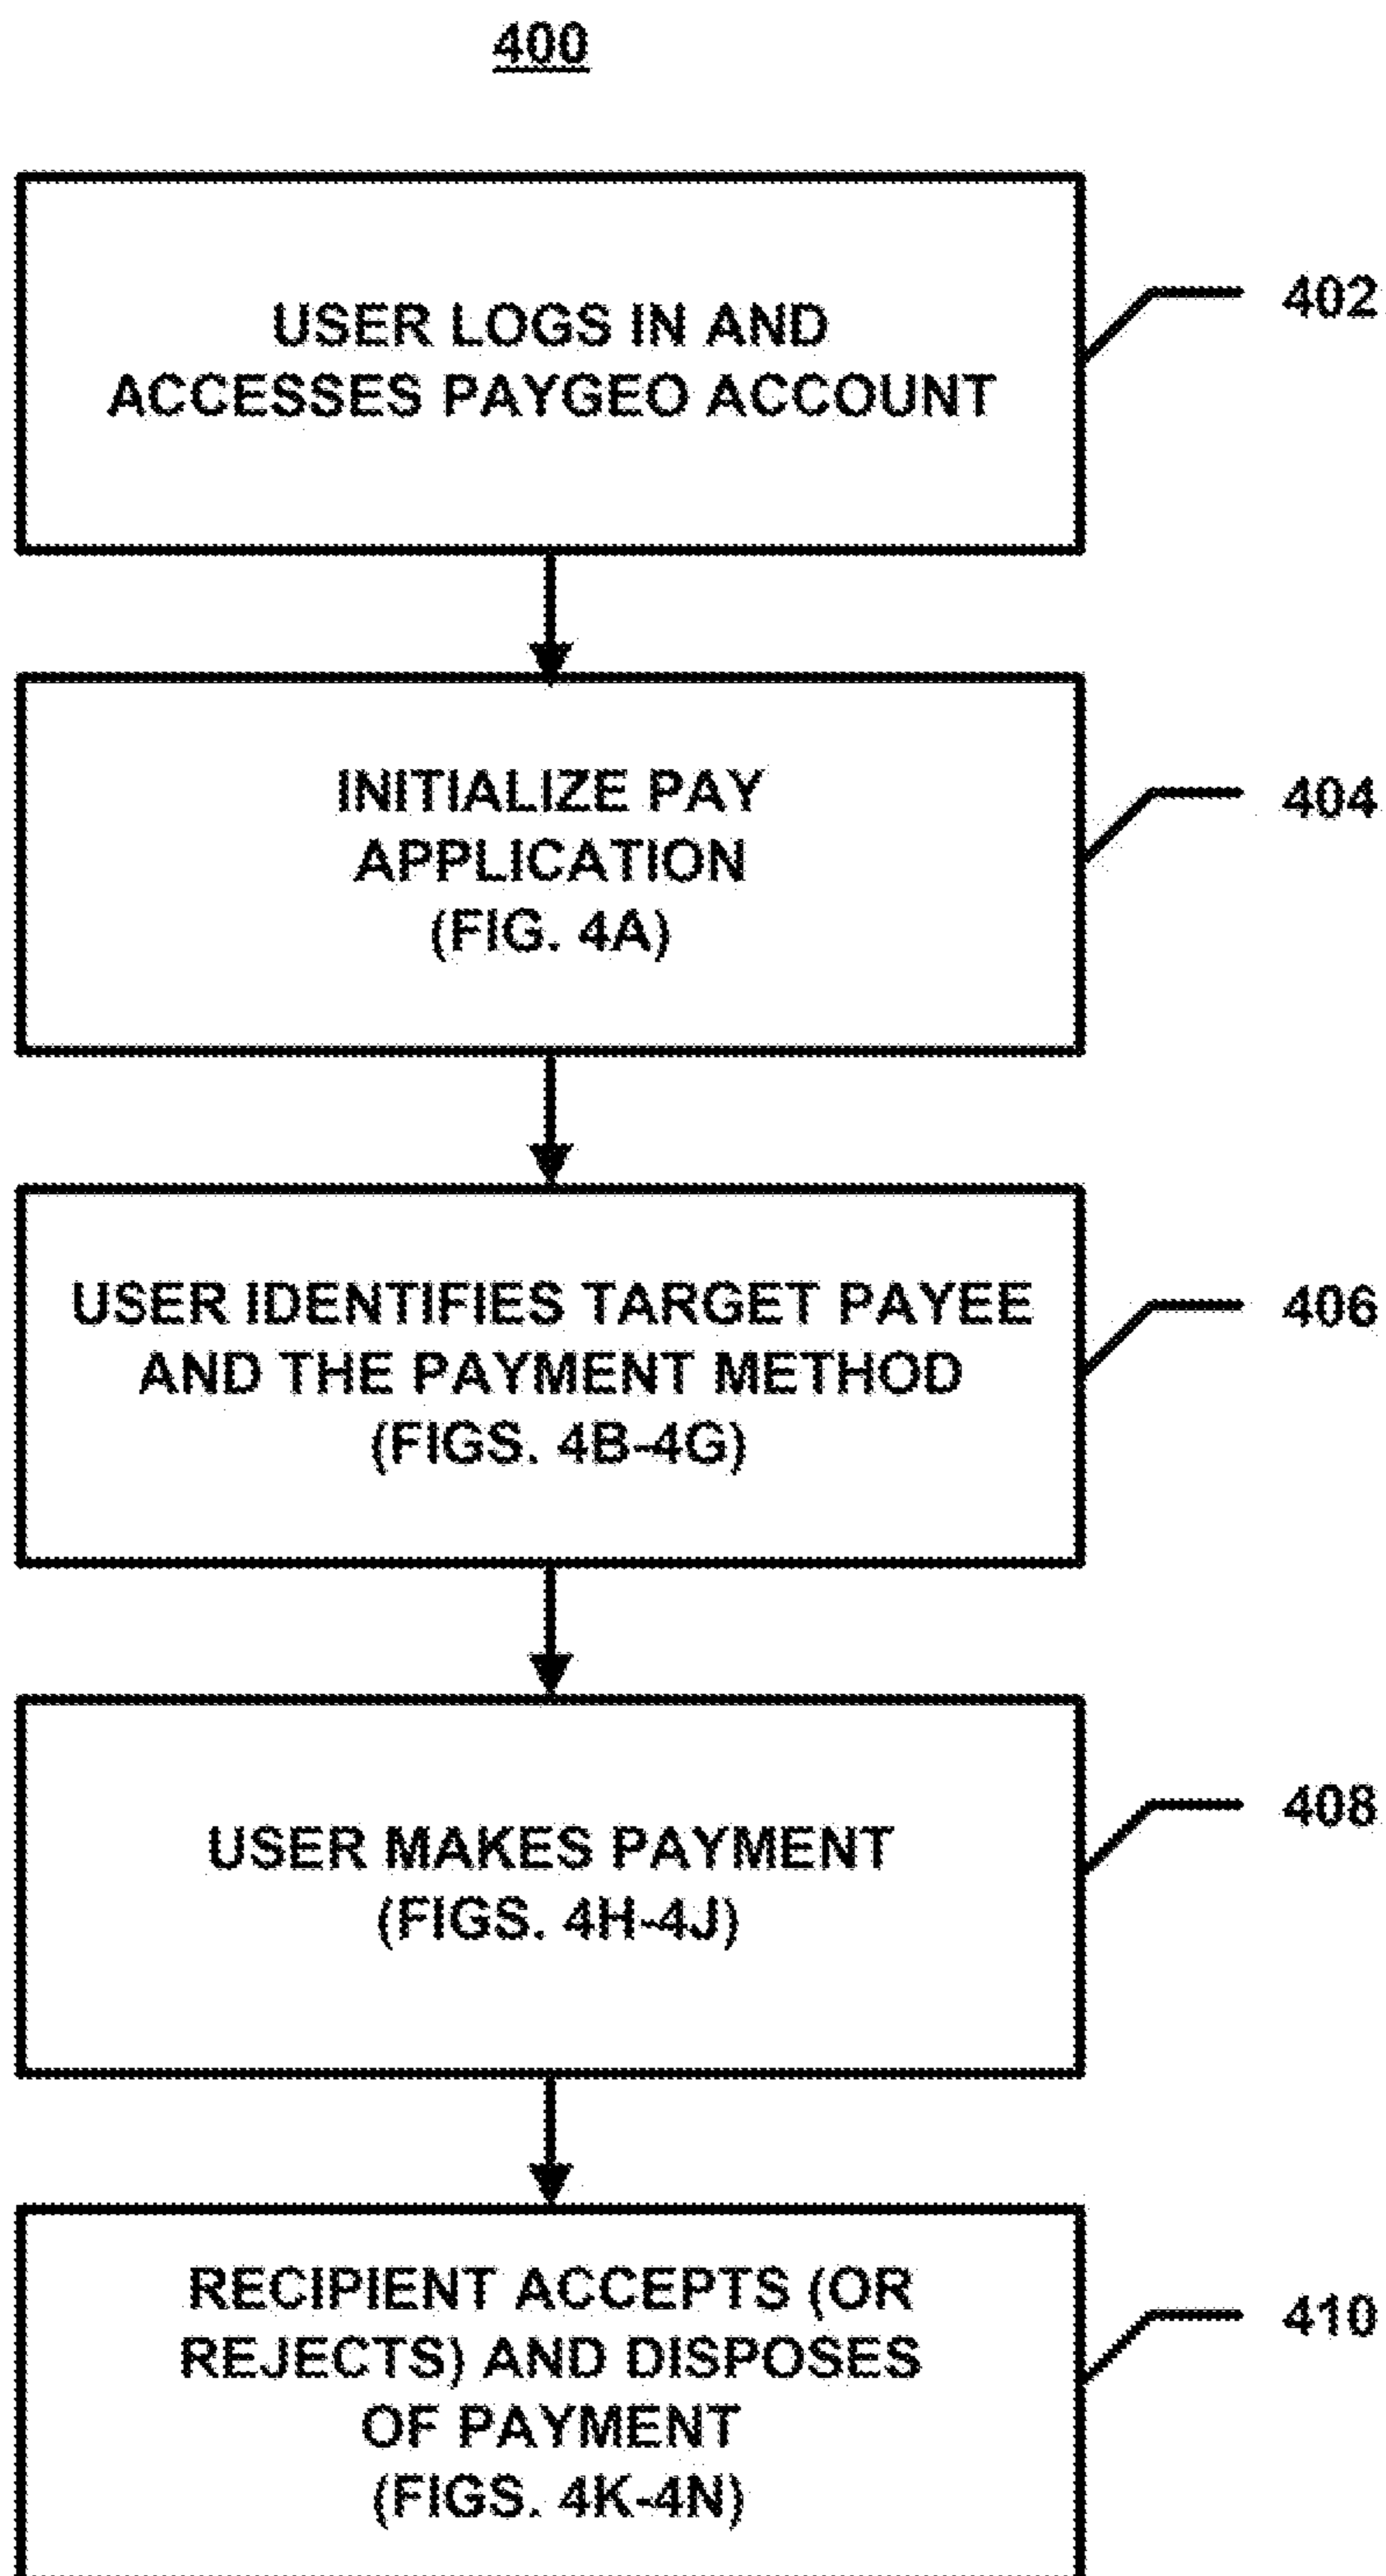 400
USER LOGS IN AND
ACCESSES PAYGEO ACCOUNT
402
INITIALIZE PAY
APPLICATION
(FIG. 4A)
404
USER IDENTIFIES TARGET PAYEE
AND THE PAYMENT METHOD
(FIGS. 4B-4G)
406
USER MAKES PAYMENT
(FIGS. 4H-4J)
408
RECIPIENT ACCEPTS (OR
REJECTS) AND DISPOSES
OF PAYMENT
(FIGS. 4K-4N)
410